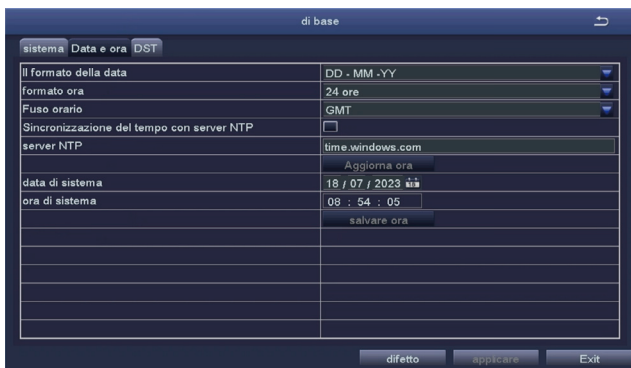 di base
sistema Data e ora DST
Il formato della data DD - MM -YY
formato ora 24 ore
Fuso orario GMT
Sincronizzazione del tempo con server NTP
server NTP time.windows.com
Aggiorna ora
data di sistema 18 / 07 / 2023
ora di sistema 08 : 54 : 05
salvare ora
difetto applicare Exit